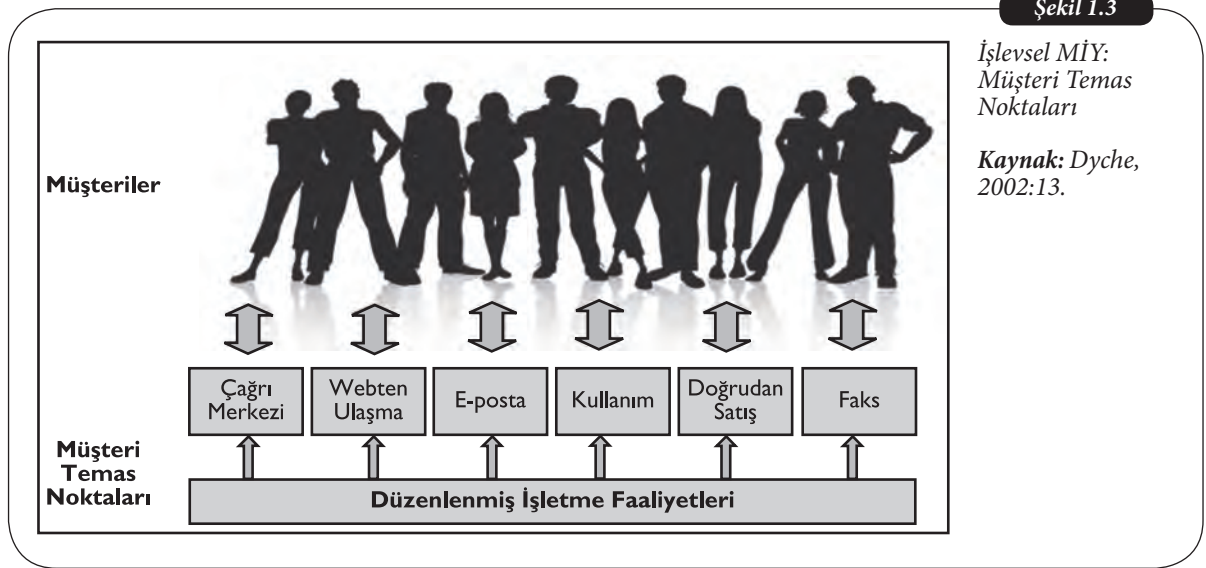 Şekil 1.3
İşlevsel MİY:
Müşteri Temas
Noktaları
Kaynak: Dyche,
2002:13.
Müşteriler
Çağrı
Merkezi
Webten
Ulaşma
E-posta
Kullanım
Doğrudan
Satış
Faks
Müşteri
Temas
Noktaları
Düzenlenmiş İşletme Faaliyetleri